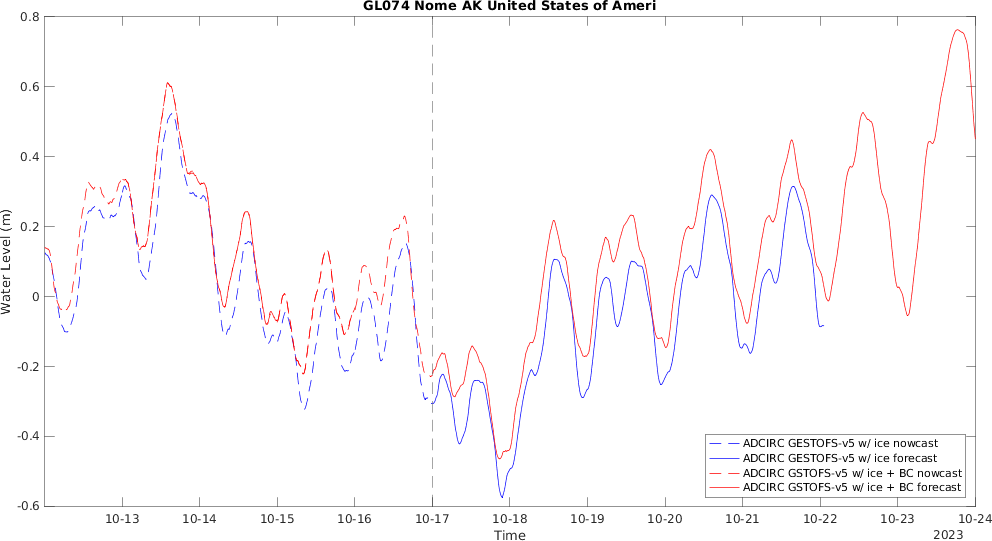 GL074 Nome AK United States of Ameri
Water Level (m)
0.8
0.6
0.4
0.2
0
-0.2
-0.4
-0.6
10-13 10-14 10-15 10-16 10-17 10-18 10-19 10-20 10-21 10-22 10-23 10-24
Time
2023
ADCIRC GESTOFS-v5 w/ ice nowcast
ADCIRC GESTOFS-v5 w/ ice forecast
ADCIRC GSTOFS-v5 w/ ice + BC nowcast
ADCIRC GSTOFS-v5 w/ ice + BC forecast